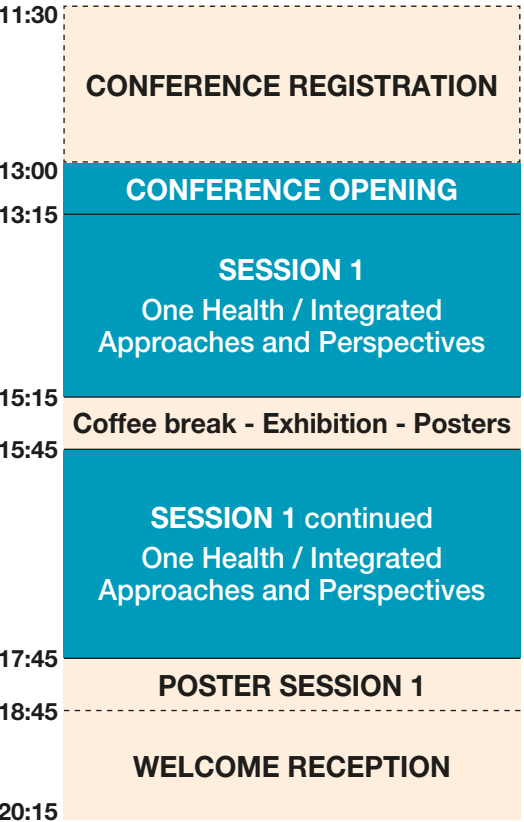 11:30
CONFERENCE REGISTRATION
13:00
CONFERENCE OPENING
13:15
SESSION 1
One Health / Integrated
Approaches and Perspectives
15:15
Coffee break - Exhibition - Posters
15:45
SESSION 1 continued
One Health / Integrated
Approaches and Perspectives
17:45
POSTER SESSION 1
18:45
WELCOME RECEPTION
20:15